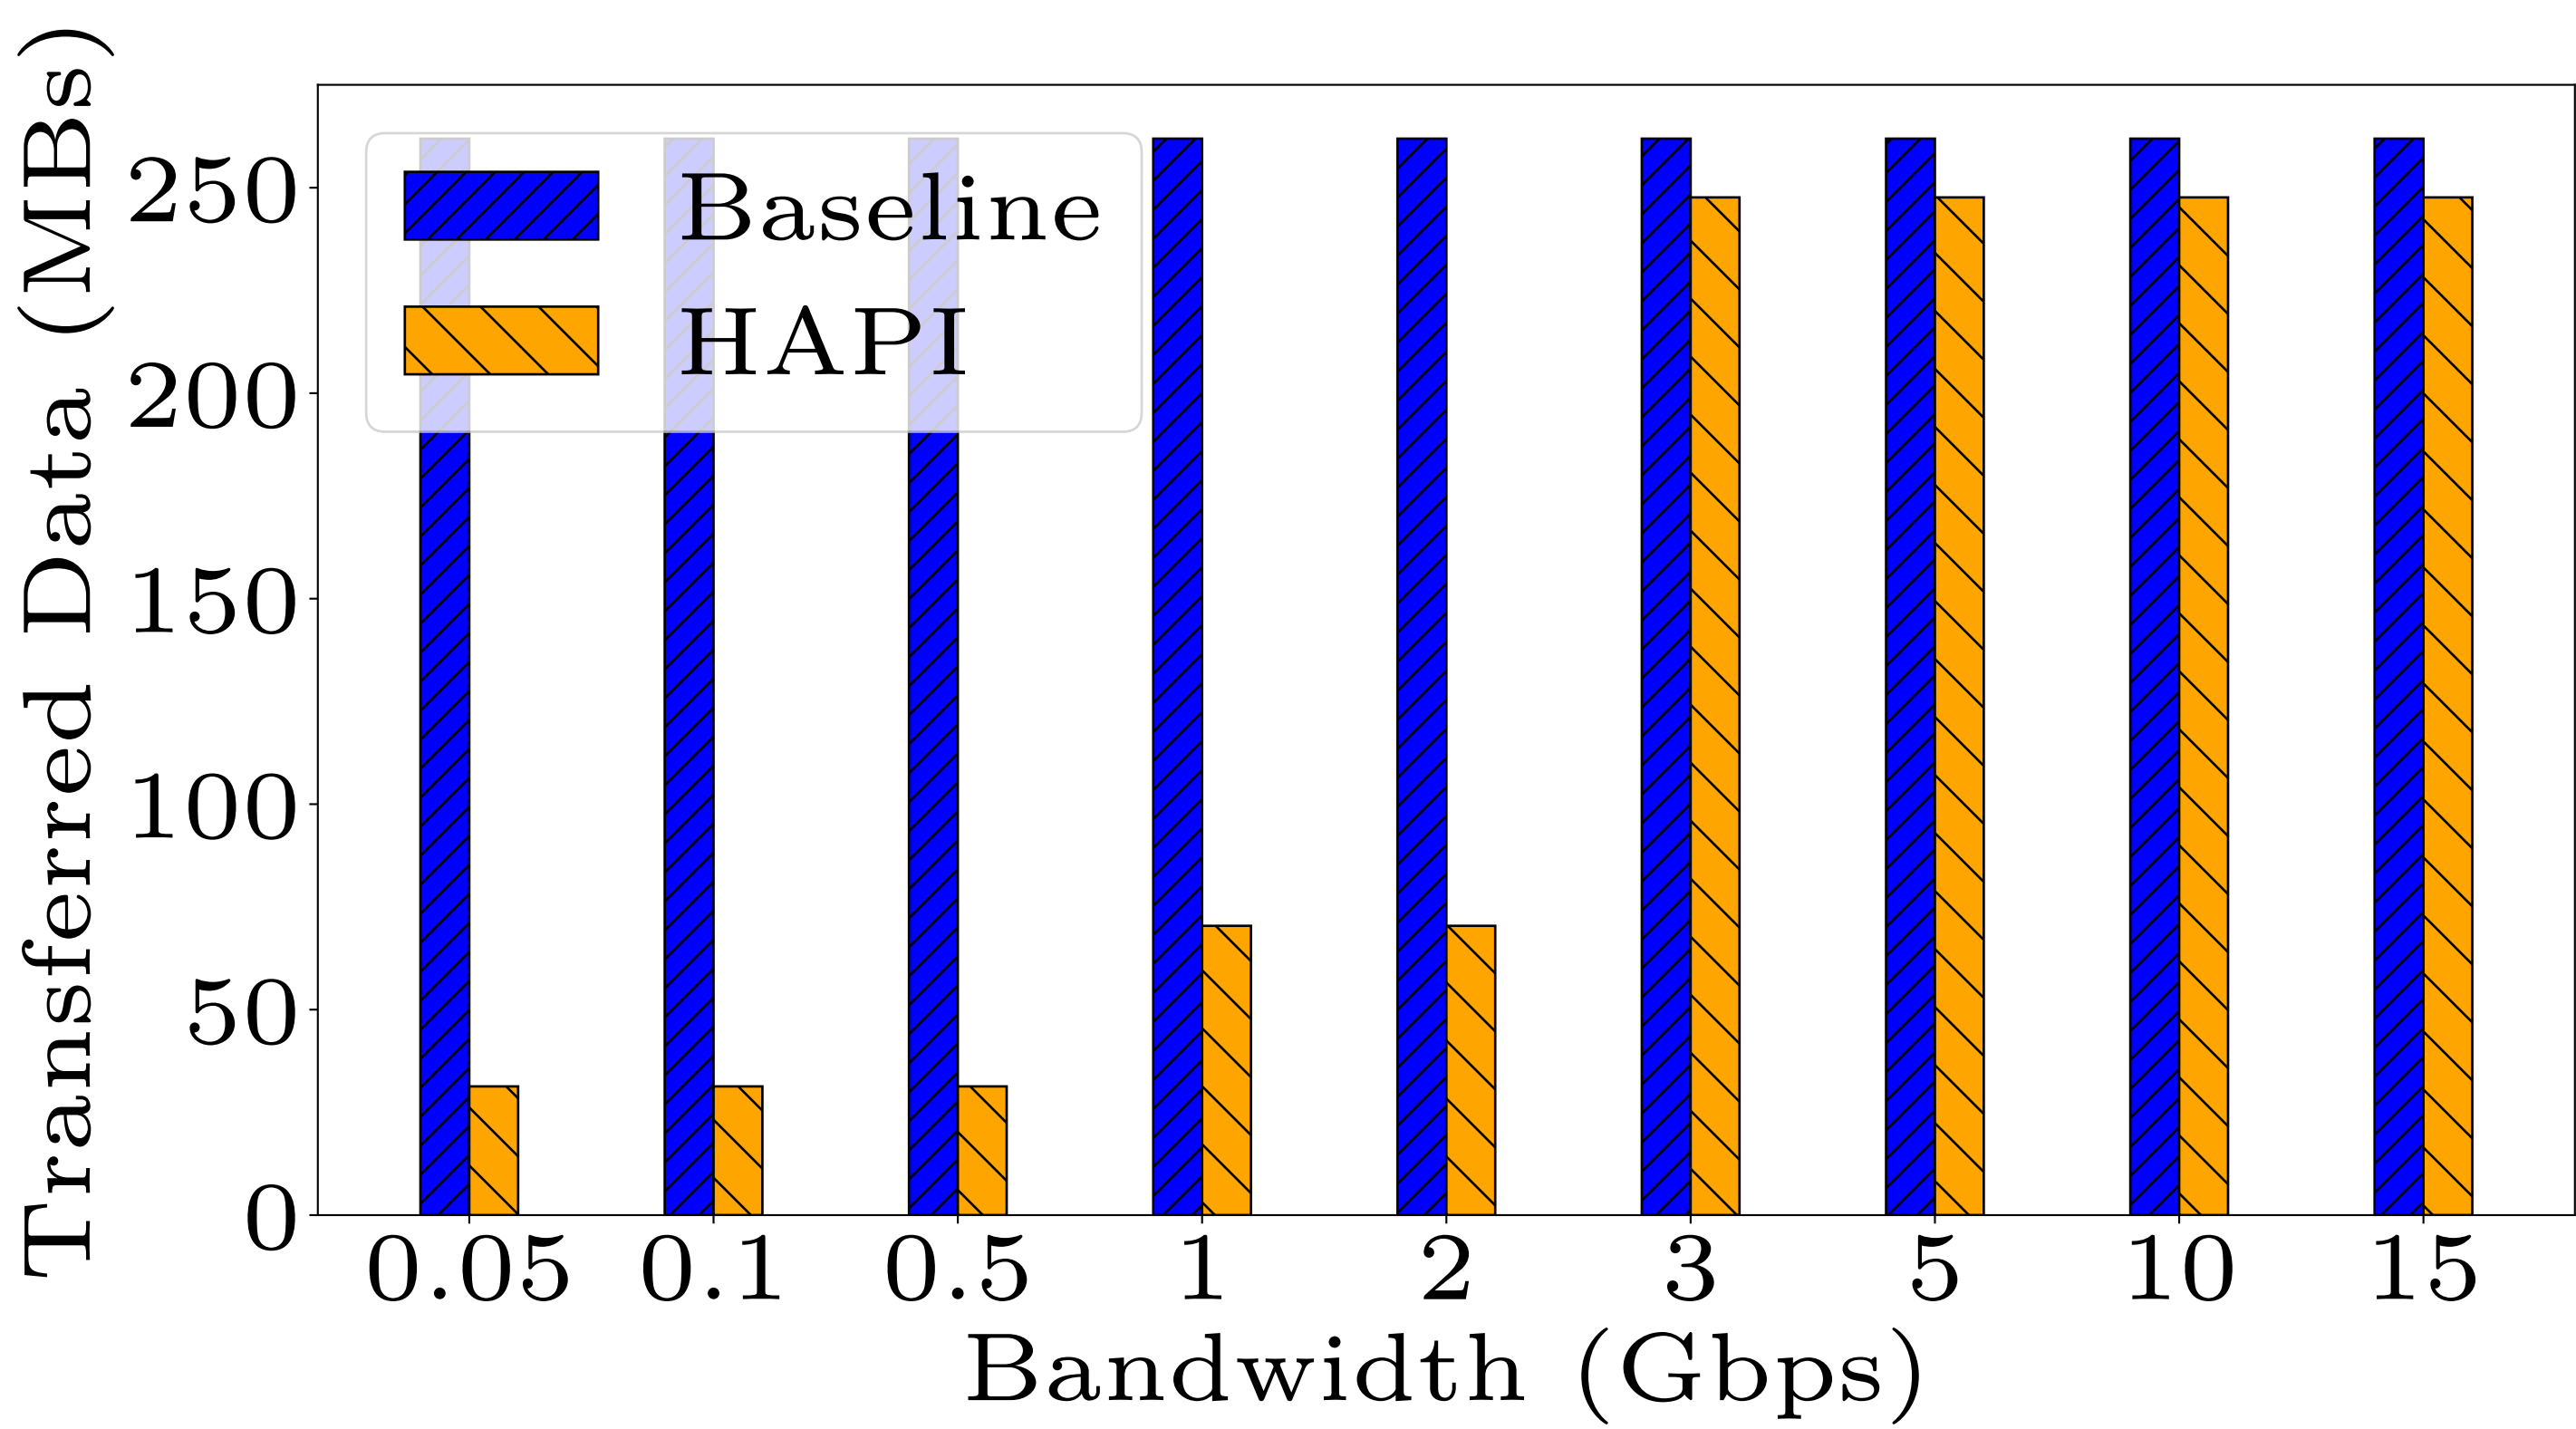 Transferred Data (MBs)
250
200
150
100
50
0
Baseline
HAPI
0.05 0.1 0.5 1 2 3 5 10 15
Bandwidth (Gbps)